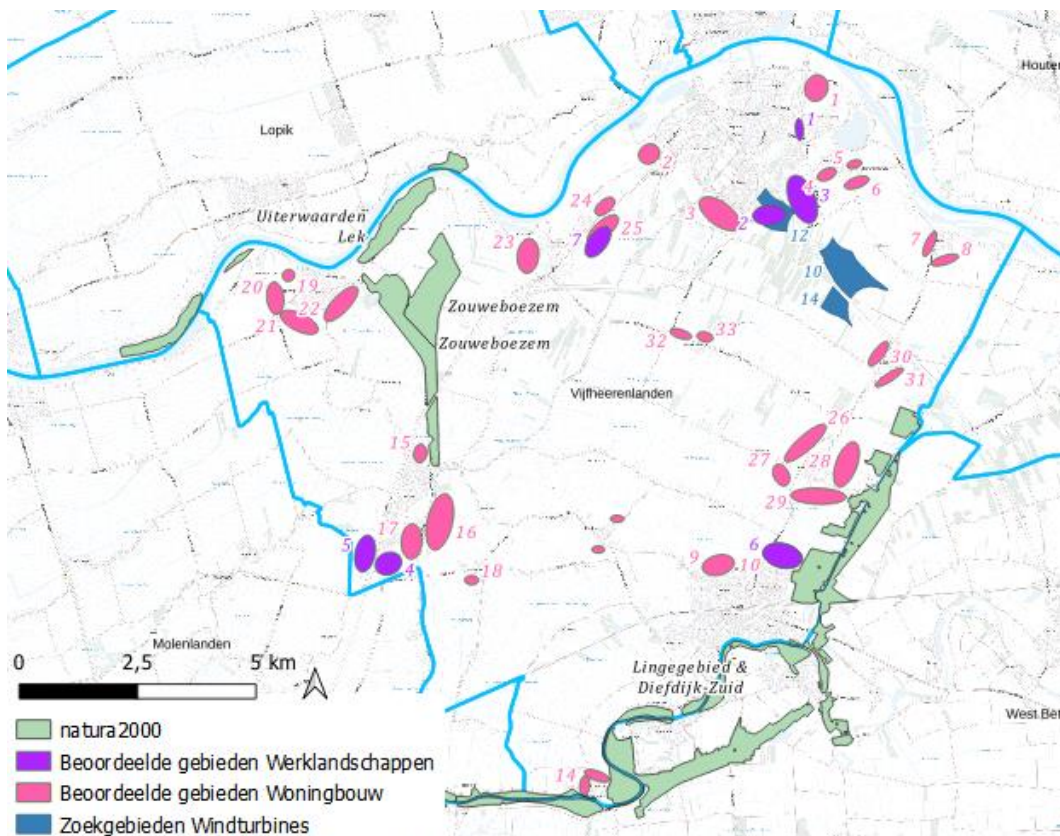 Houten
Lopik
1
1
2
5
6
4
3
24
3
2
12
25
7
23
Uiterwaarden
Lek
7
8
10
14
20
19
22
21
Zouweboezem
Zouweboezem
32
33
30
31
Vijfheerenlanden
26
27
28
29
15
17
16
5
4
18
6
9
10
Molenlanden
Lingegebied &
Diefdijk-Zuid
West Bet
14
0 2,5 5 km
natura2000
Beoordeelde gebieden Werklandschappen
Beoordeelde gebieden Woningbouw
Zoekgebieden Windturbines